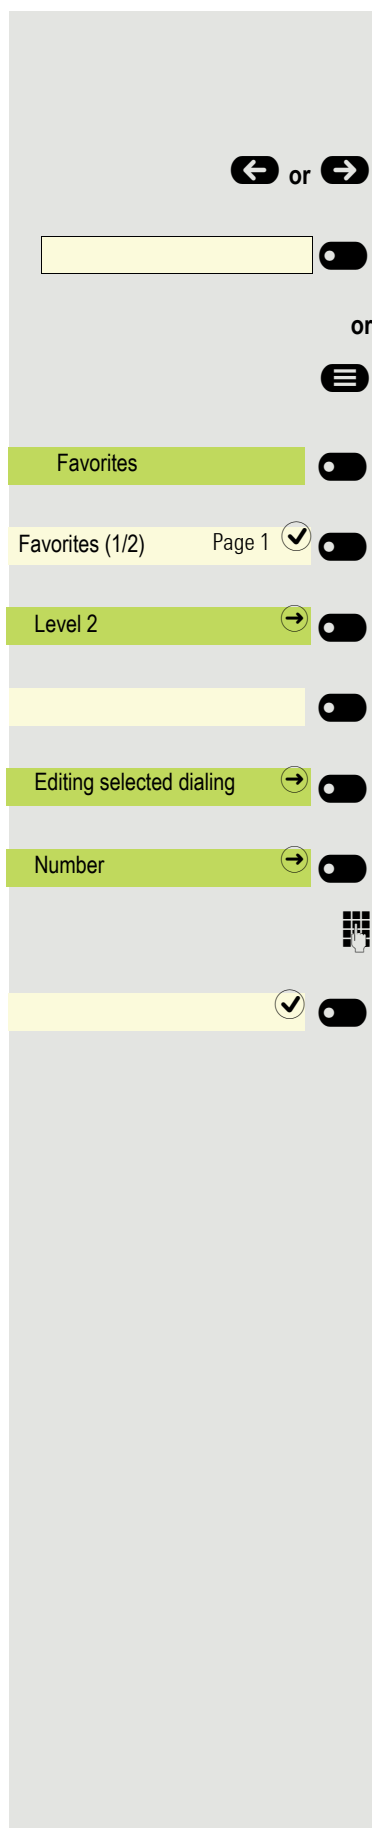 or
or
Favorites
Favorites (1/2) Page 1
Level 2
Editing selected dialing
Number